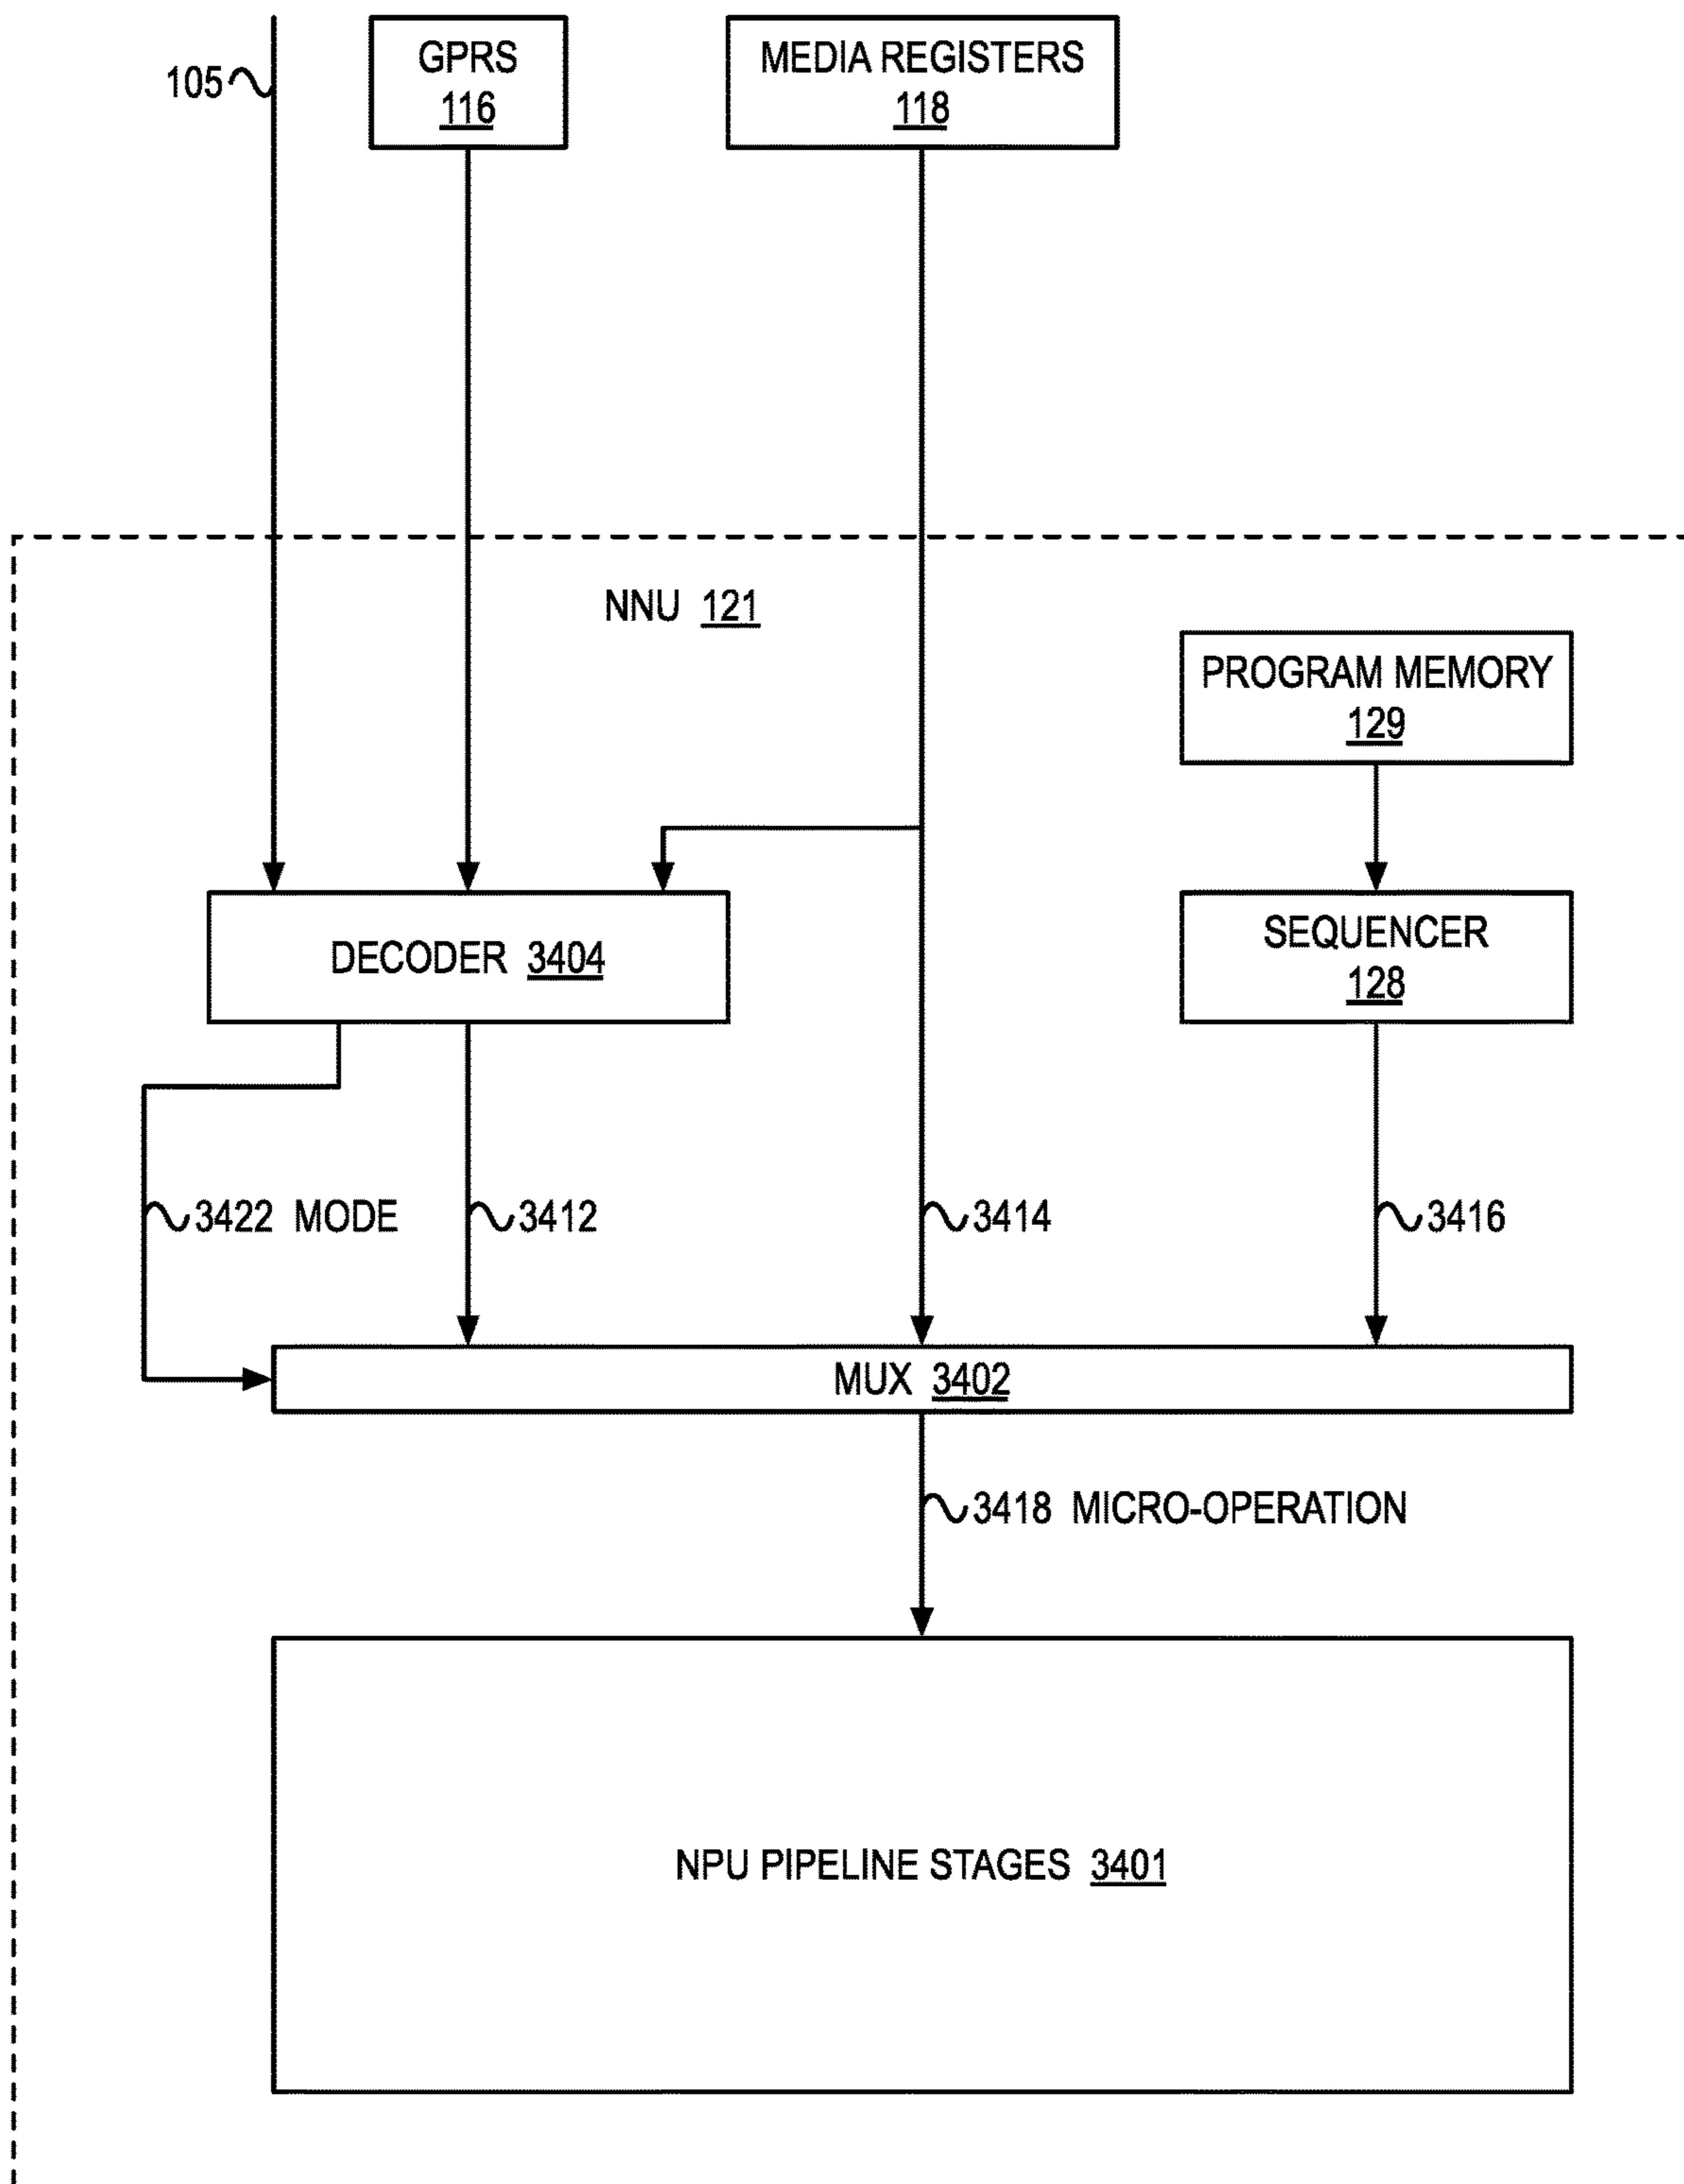 GPRS
116
MEDIA REGISTERS
118
105
NNU 121
PROGRAM MEMORY
129
DECODER 3404
SEQUENCER
128
3422 MODE
3412
3414
3416
MUX 3402
3418 MICRO-OPERATION
NPU PIPELINE STAGES 3401